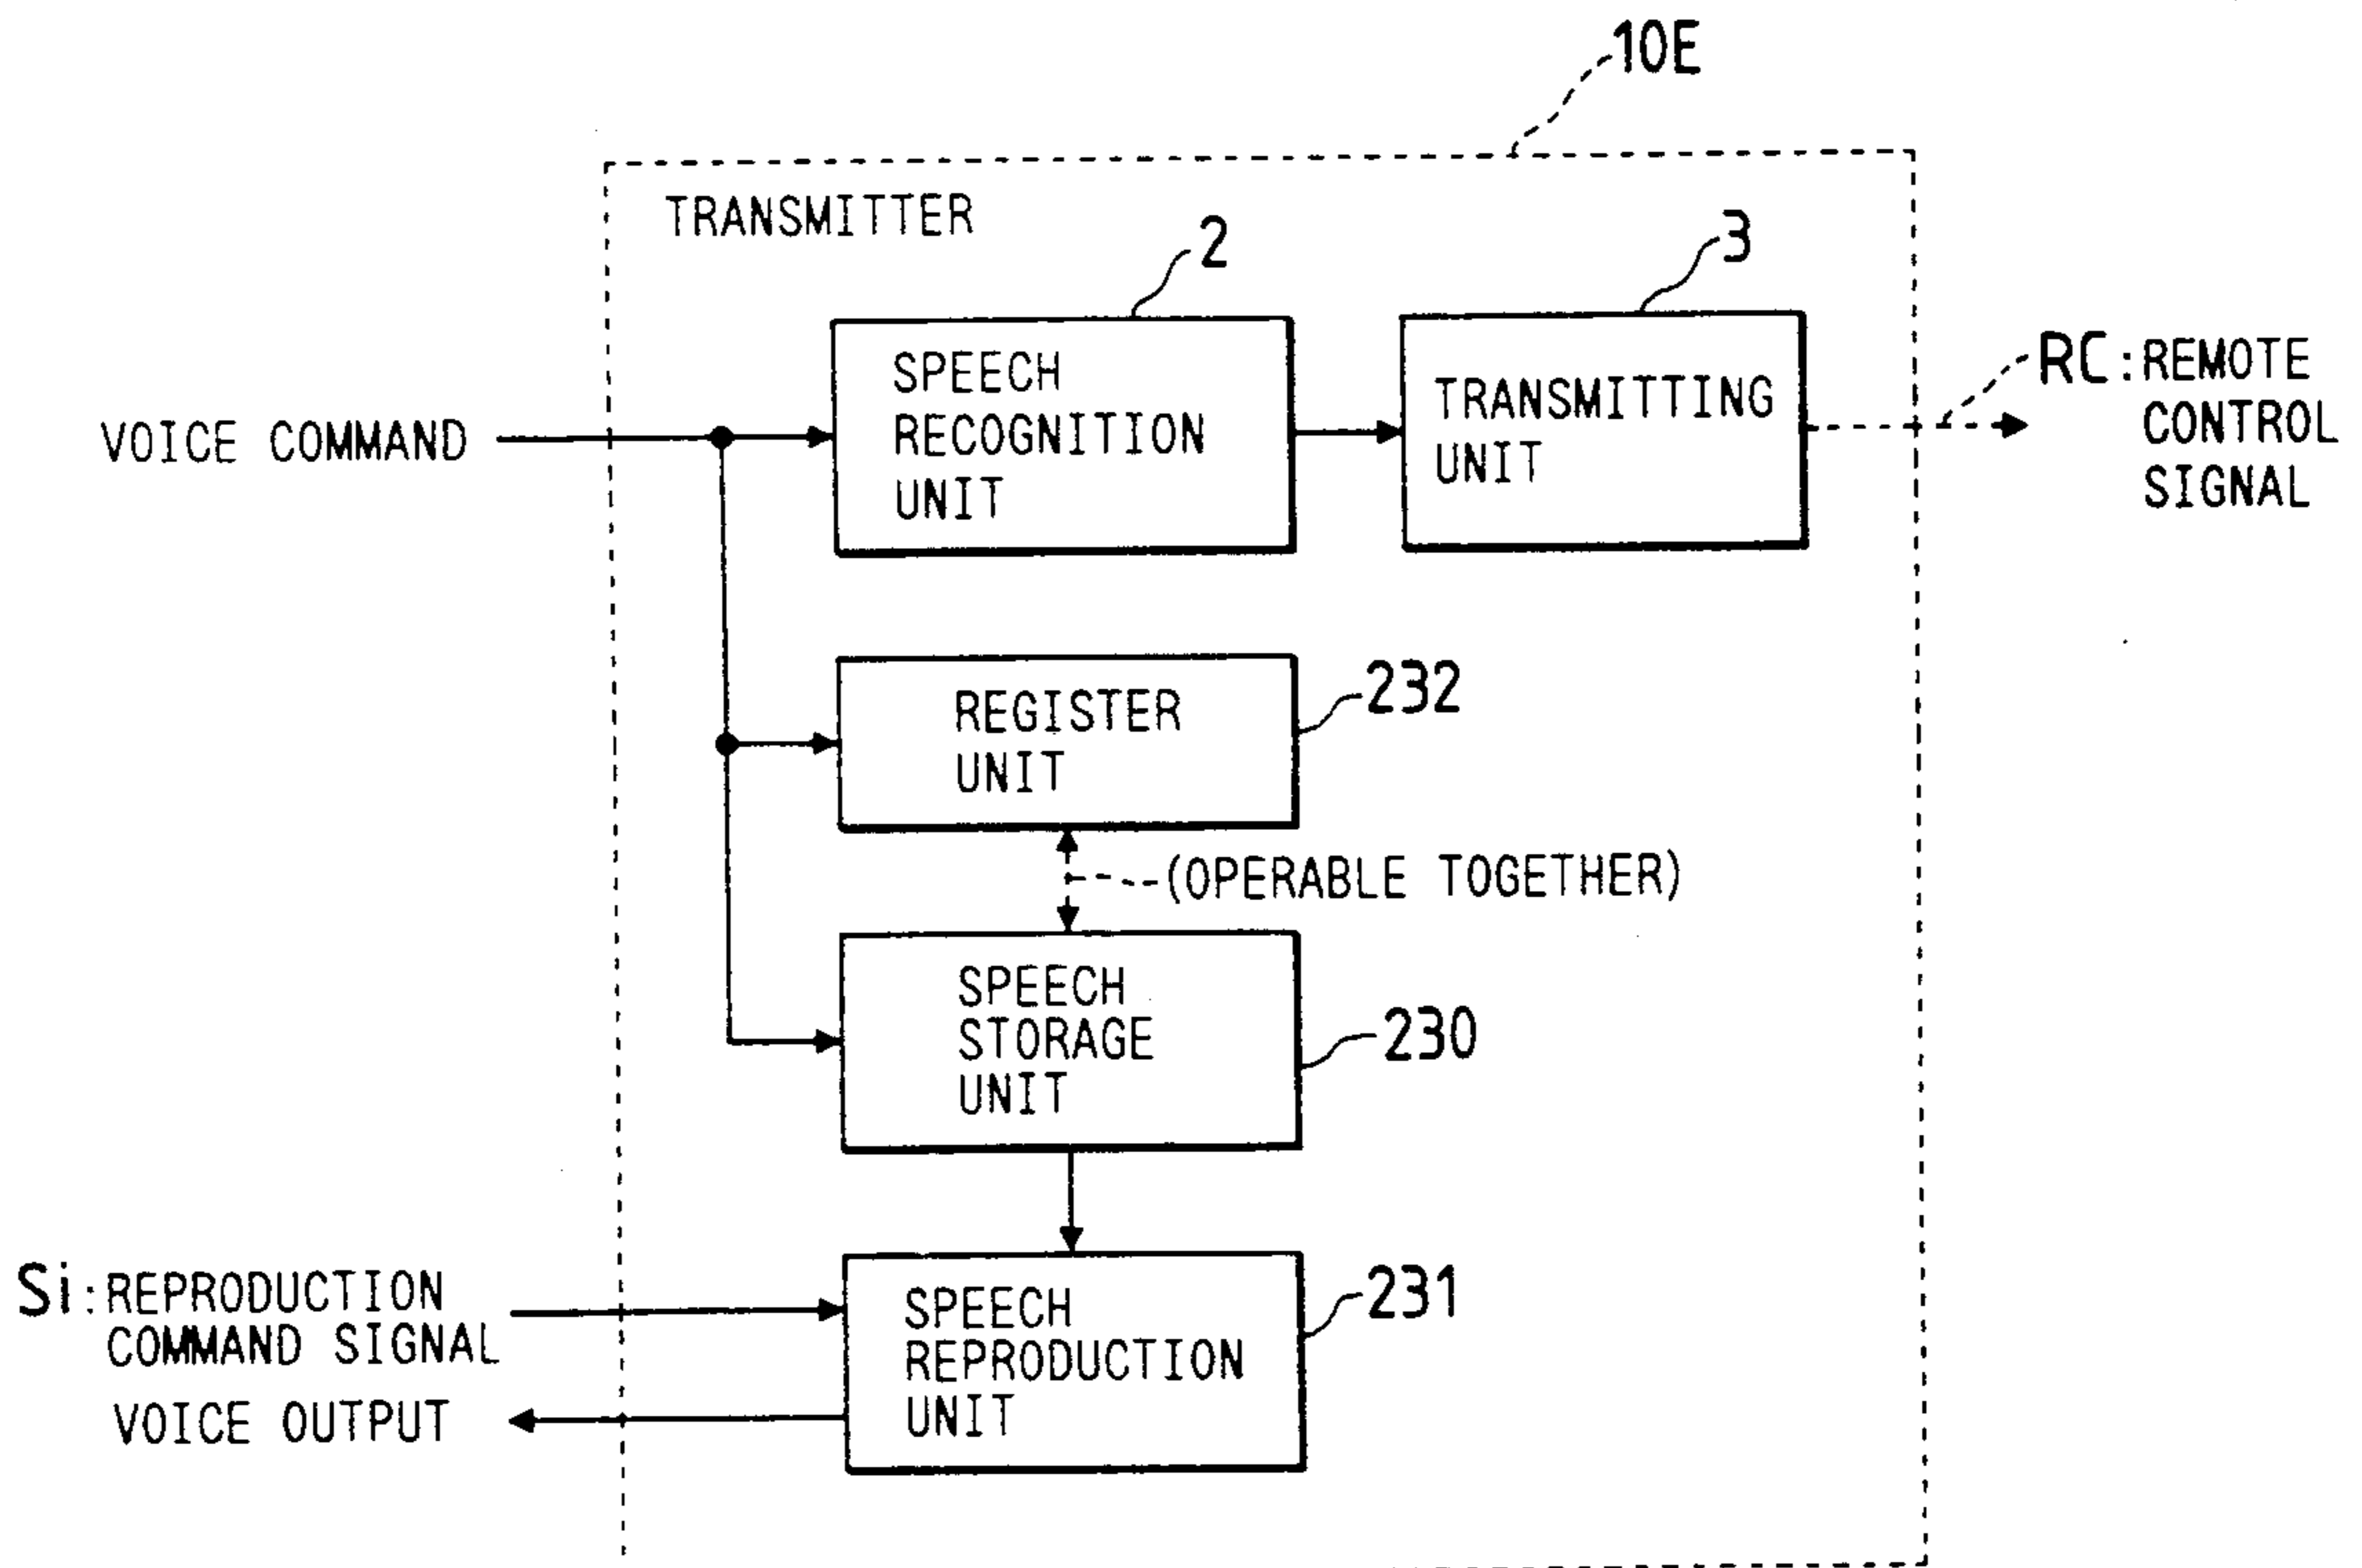 10E
TRANSMITTER
2
3
SPEECH
RECOGNITION
UNIT
TRANSMITTING
UNIT
RC:REMOTE
CONTROL
SIGNAL
VOICE COMMAND
REGISTER
UNIT
232
(OPERABLE TOGETHER)
SPEECH
STORAGE
UNIT
230
Si:REPRODUCTION
COMMAND SIGNAL
VOICE OUTPUT
SPEECH
REPRODUCTION
UNIT
231